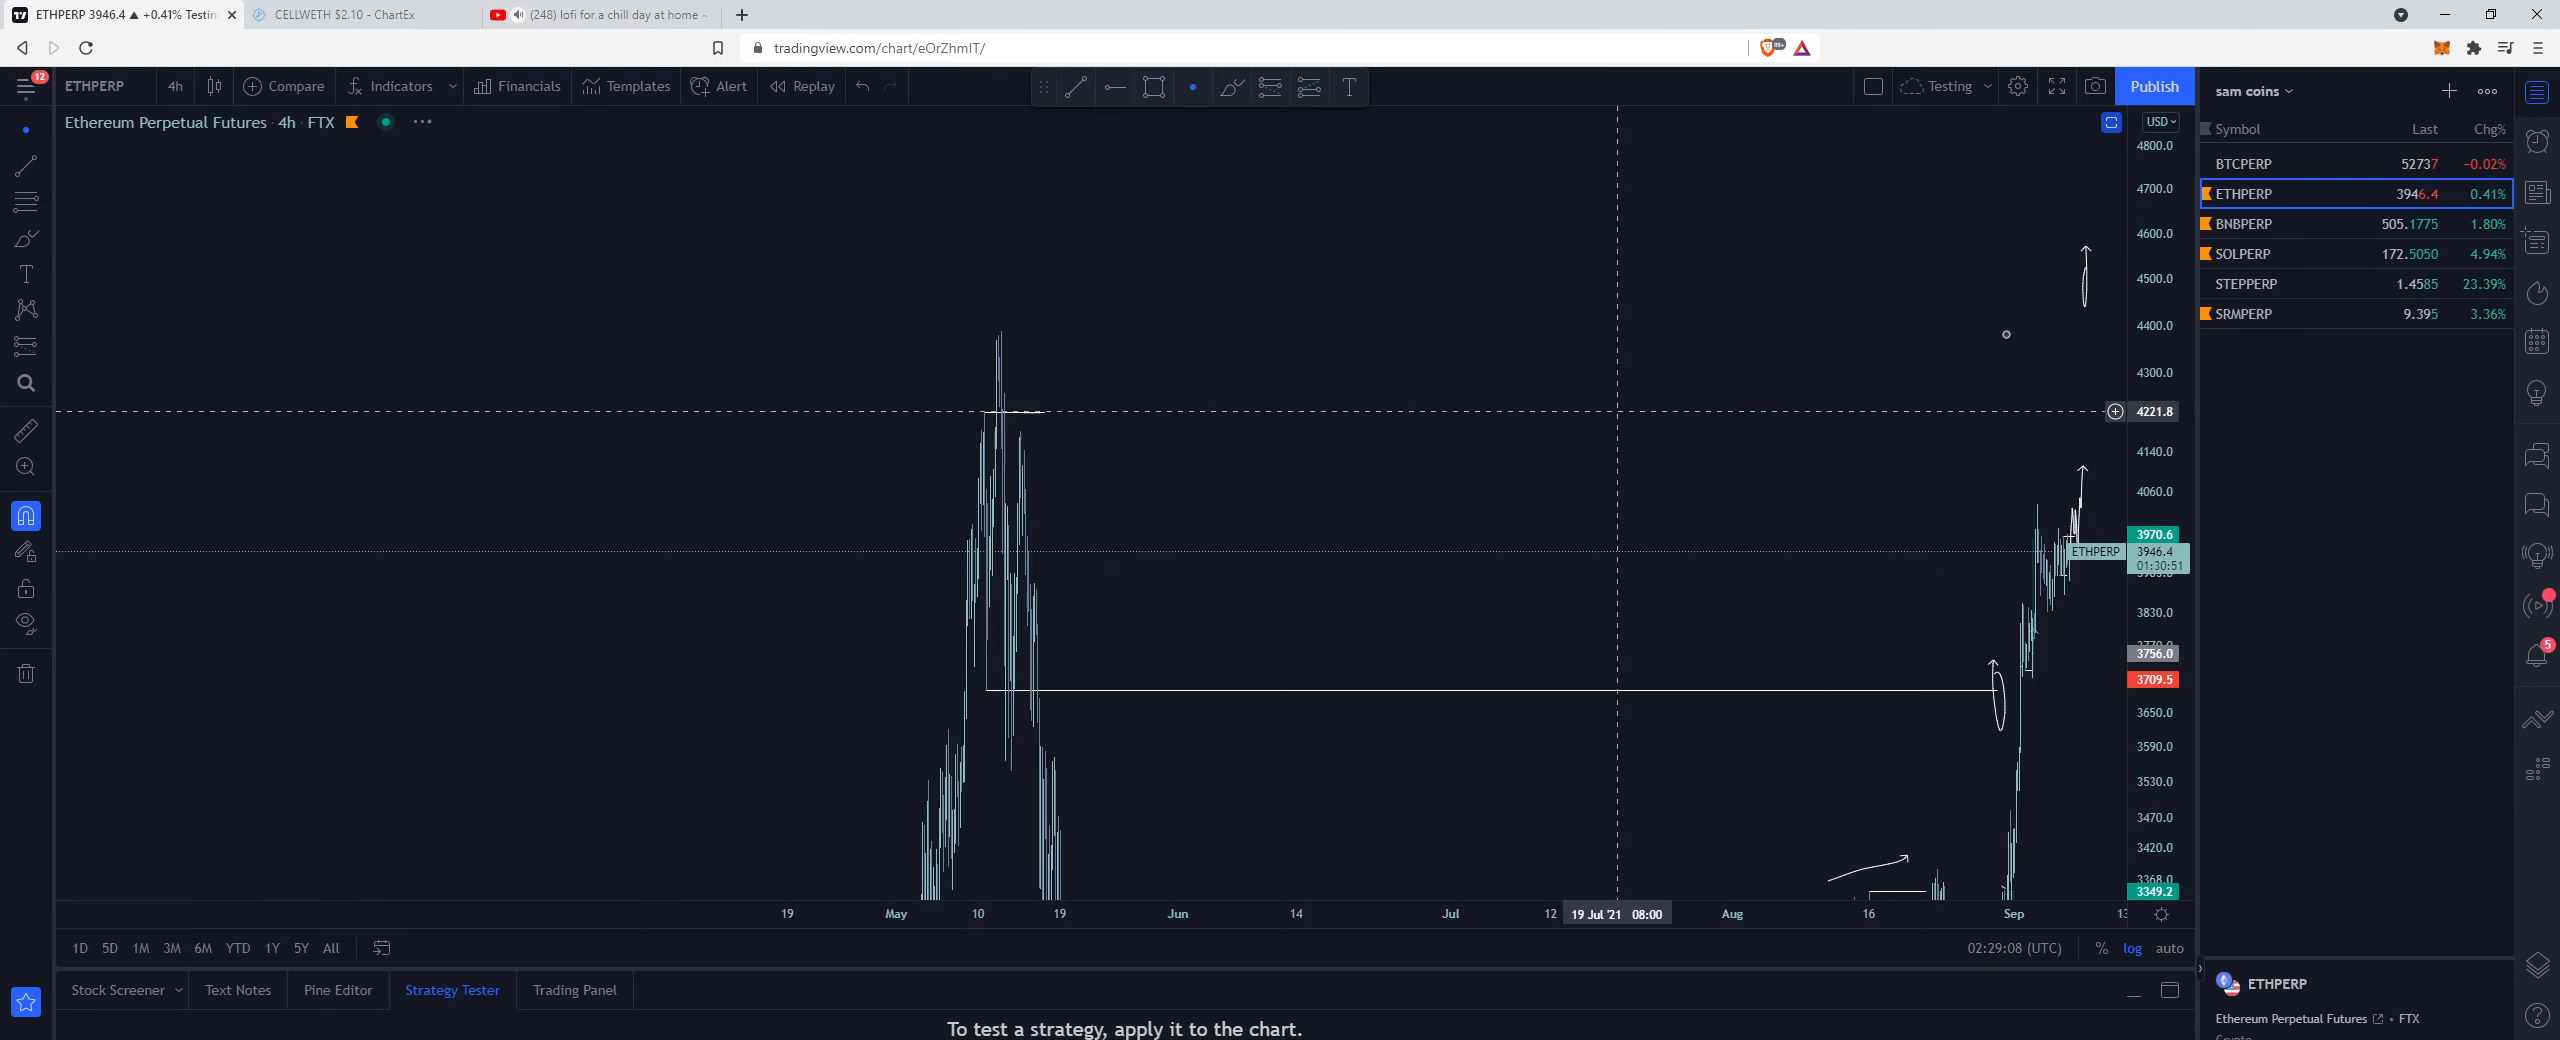 ETHPERP 3946.4 ▲ +0.41% Testin
CELLWETH $2.10 - ChartEx
(248) lofi for a chill day at home ~
tradingview.com/chart/eOrZhmIT/
99+
12
ETHPERP
4h
Compare
Indicators
Financials
Templates
Alert
Replay
Testing
Publish
Ethereum Perpetual Futures · 4h · FTX
USD
4800.0
4700.0
4600.0
4500.0
4400.0
4300.0
4221.8
4140.0
4060.0
3970.6
ETHPERP 3946.4
01:30:51
3830.0
3770.0
3756.0
3709.5
3650.0
3590.0
3530.0
3470.0
3420.0
3368.0
3349.2
19 May 10 19 Jun 14 Jul 12 19 Jul '21 08:00 Aug 16 Sep 13
1D 5D 1M 3M 6M YTD 1Y 5Y All
02:29:08 (UTC) % log auto
Stock Screener Text Notes Pine Editor Strategy Tester Trading Panel
To test a strategy, apply it to the chart.
sam coins
Symbol Last Chg%
BTCPERP 52737 −0.02%
ETHPERP 3946.4 0.41%
BNBPERP 505.1775 1.80%
SOLPERP 172.5050 4.94%
STEPPERP 1.4585 23.39%
SRMPERP 9.395 3.36%
5
ETHPERP
Ethereum Perpetual Futures • FTX